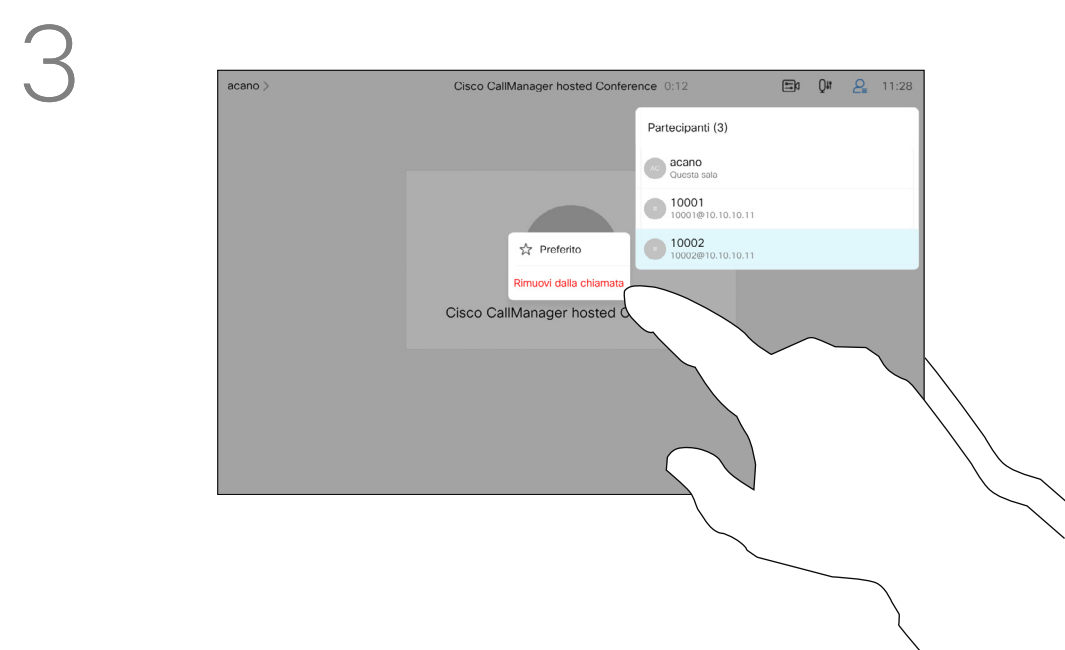 3
acano >
Cisco CallManager hosted Conference 0:12
11:28
Partecipanti (3)
AC
acano
Questa sala
10001
10001@10.10.10.11
10002
10002@10.10.10.11
Preferito
Rimuovi dalla chiamata
Cisco CallManager hosted